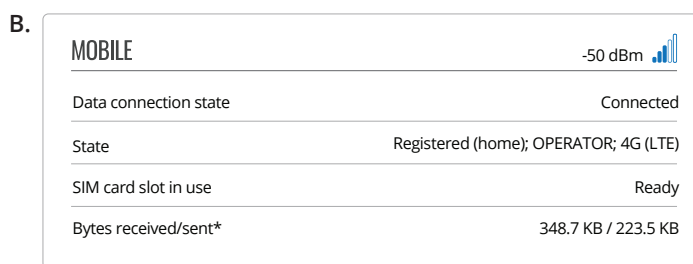 B.
MOBILE -50 dBm
Data connection state Connected
State Registered (home); OPERATOR; 4G (LTE)
SIM card slot in use Ready
Bytes received/sent* 348.7 KB / 223.5 KB